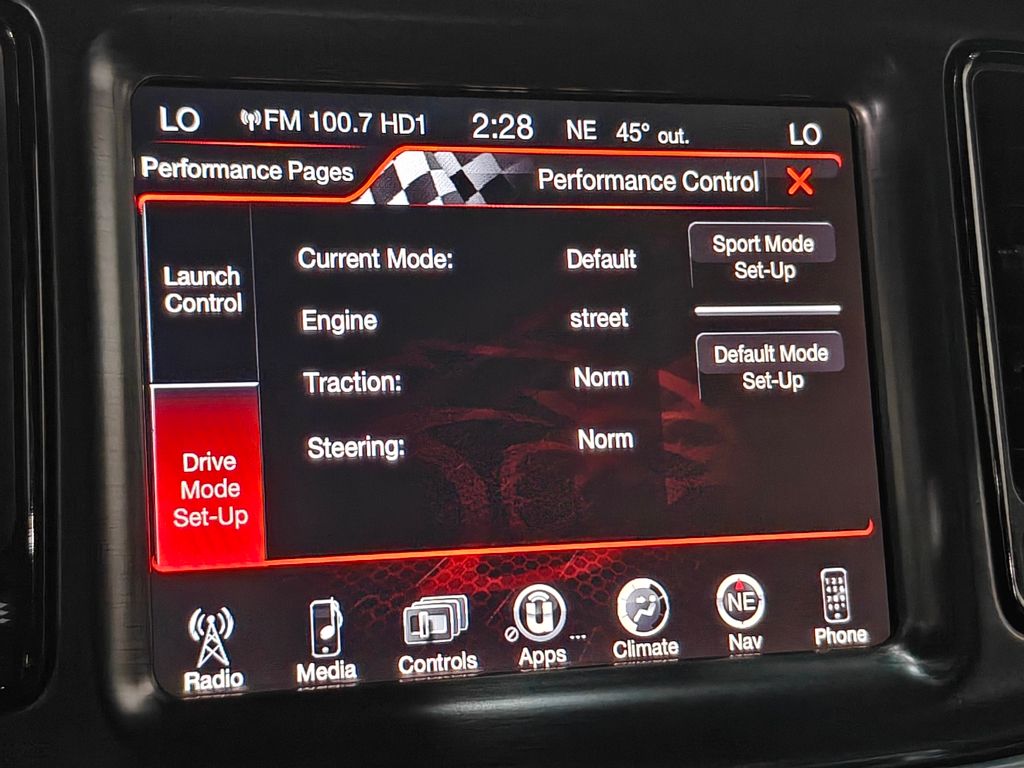 LO FM 100.7 HD1 2:28 NE 45° out. LO
Performance Pages Performance Control
Launch
Control
Drive
Mode
Set-Up
Current Mode: Default
Engine street
Traction: Norm
Steering: Norm
Sport Mode
Set-Up
Default Mode
Set-Up
Radio Media Controls Apps ... Climate NE Nav Phone